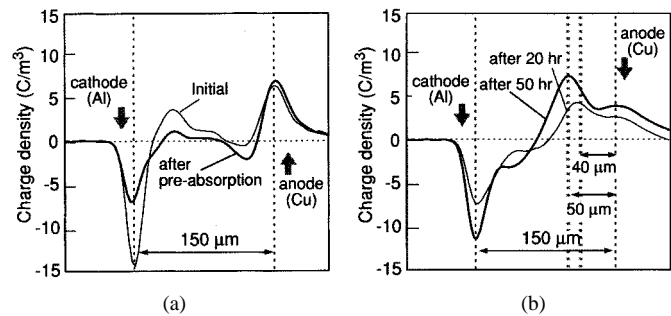 15
10
5
0
-5
-10
-15
Charge density (C/m³)
cathode
(Al)
Initial
after
pre-absorption
anode
(Cu)
150 μm
(a)
15
10
5
0
-5
-10
-15
Charge density (C/m³)
cathode
(Al)
after 20 hr
after 50 hr
anode
(Cu)
40 μm
50 μm
150 μm
(b)